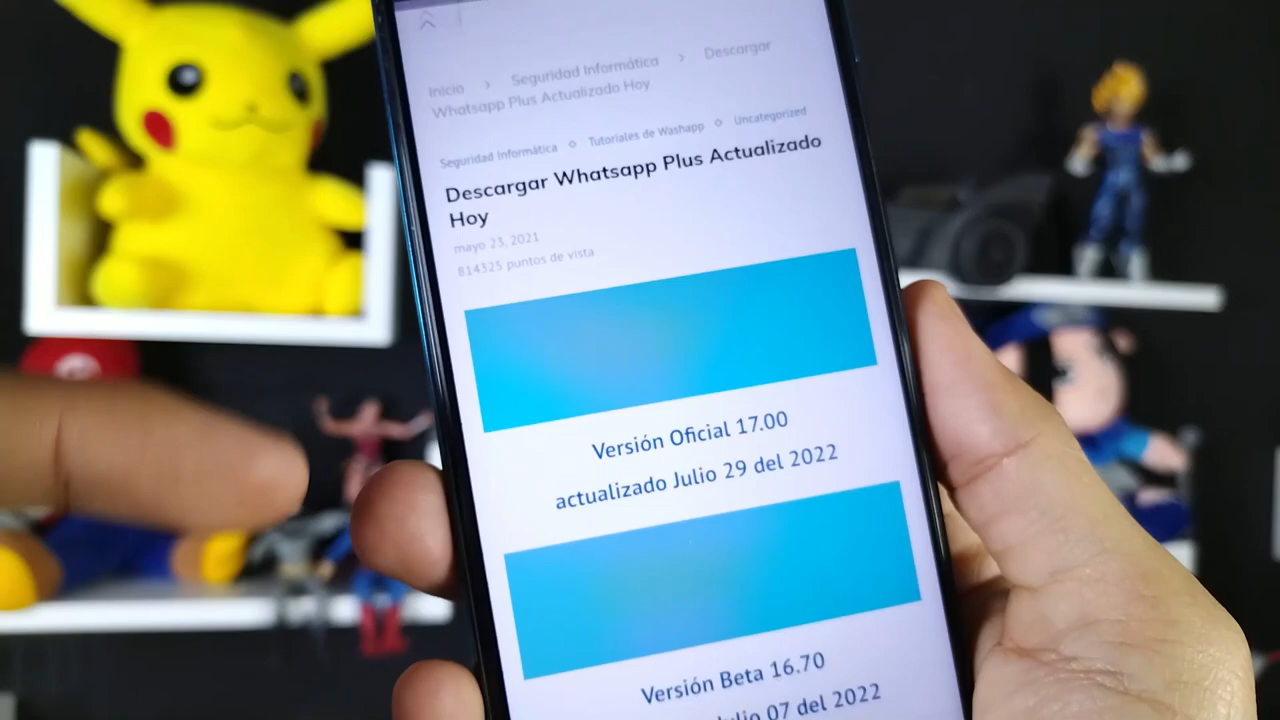 Inicio > Seguridad Informática > Descargar
Whatsapp Plus Actualizado Hoy
Seguridad Informática ⋄ Tutoriales de Washapp ⋄ Uncategorized
Descargar Whatsapp Plus Actualizado
Hoy
mayo 23, 2021
814325 puntos de vista
Versión Oficial 17.00
actualizado Julio 29 del 2022
Versión Beta 16.70
07 del 2022